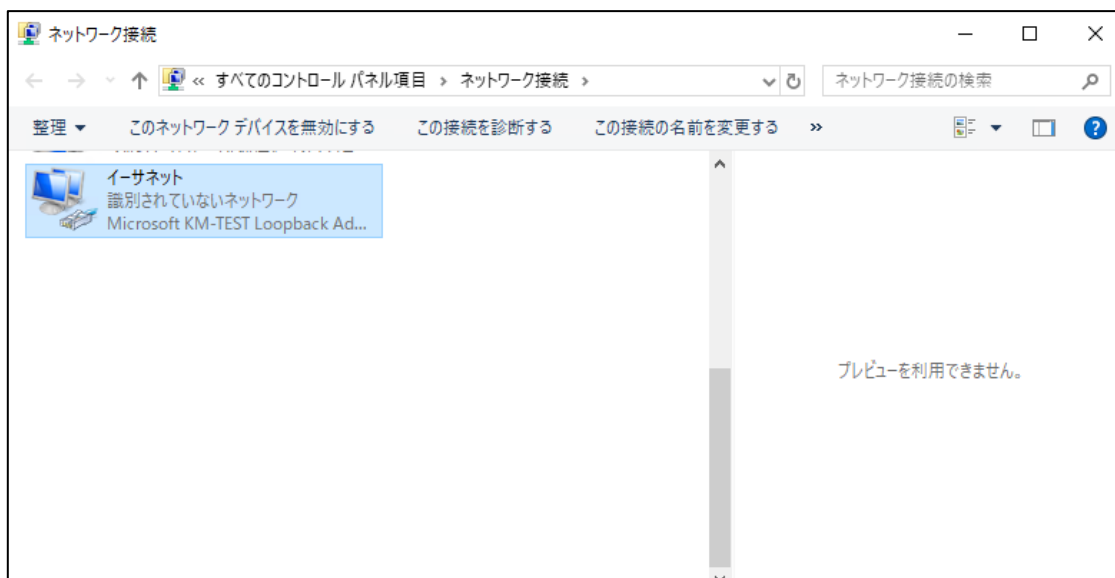 ネットワーク接続
« すべてのコントロール パネル項目 › ネットワーク接続 ›
ネットワーク接続の検索
整理 このネットワーク デバイスを無効にする この接続を診断する この接続の名前を変更する »
イーサネット
識別されていないネットワーク
Microsoft KM-TEST Loopback Ad...
プレビューを利用できません。